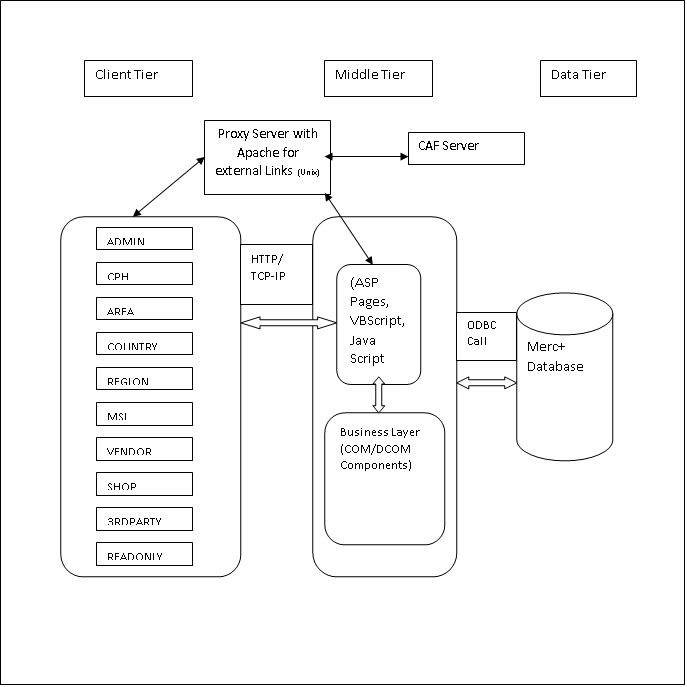 Client Tier
Middle Tier
Data Tier
Proxy Server with
Apache for
external Links (Unix)
CAF Server
ADMIN
CPH
AREA
COUNTRY
REGION
MSL
VENDOR
SHOP
3RDPARTY
READONLY
HTTP/
TCP-IP
(ASP
Pages,
VBScript,
Java
Script
Business Layer
(COM/DCOM
Components)
ODBC
Call
Merc+
Database